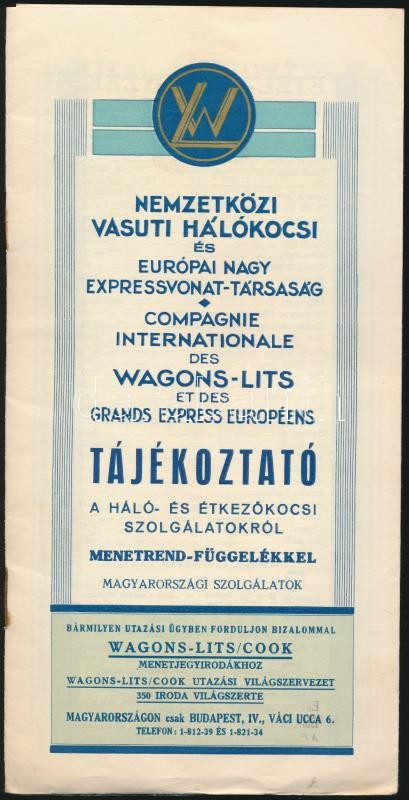 WL
NEMZETKÖZI
VASUTI HÁLÓKOCSI
ÉS
EURÓPAI NAGY
EXPRESSVONAT-TÁRSASÁG
COMPAGNIE
INTERNATIONALE
DES
WAGONS-LITS
ET DES
GRANDS EXPRESS EUROPÉENS
TÁJÉKOZTATÓ
A HÁLÓ- ÉS ÉTKEZŐKOCSI
SZOLGÁLATOKRÓL
MENETREND-FÜGGELÉKKEL
MAGYARORSZÁGI SZOLGÁLATOK
BÁRMILYEN UTAZÁSI ÜGYBEN FORDULJON BIZALOMMAL
WAGONS-LITS/COOK
MENETJEGYIRODÁKHOZ
WAGONS-LITS/COOK UTAZÁSI VILÁGSZERVEZET
350 IRODA VILÁGSZERTE
MAGYARORSZÁGON csak BUDAPEST, IV., VÁCI UCCA 6.
TELEFON: 1-812-39 ÉS 1-821-34